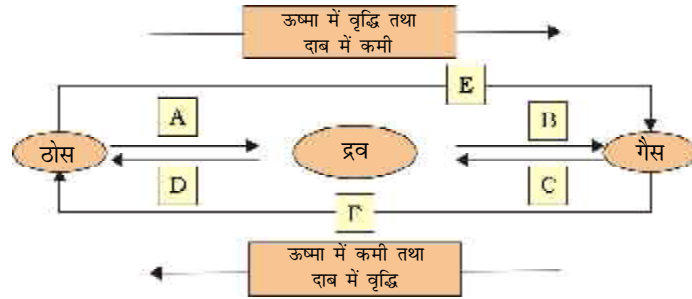 ऊष्मा में वृद्धि तथा
दाब में कमी
E
A
B
ठोस
द्रव
गैस
D
C
F
ऊष्मा में कमी तथा
दाब में वृद्धि